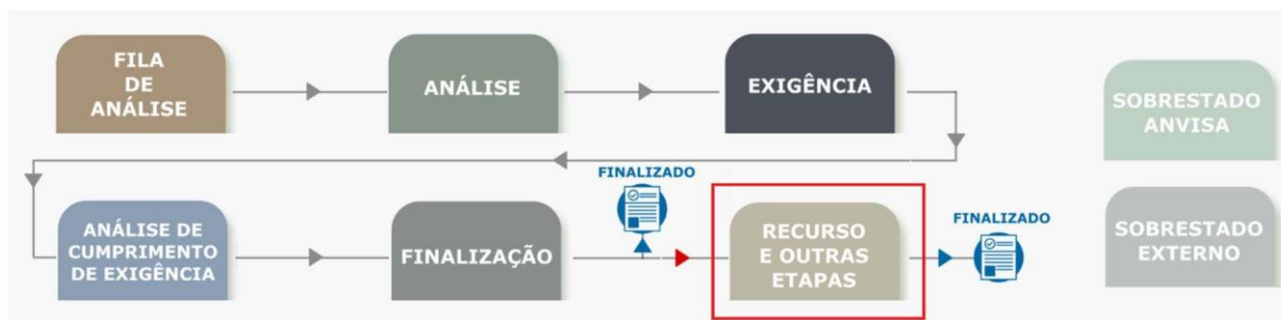 FILA
DE
ANÁLISE
ANÁLISE
EXIGÊNCIA
SOBRESTADO
ANVISA
ANÁLISE DE
CUMPRIMENTO
DE EXIGÊNCIA
FINALIZAÇÃO
FINALIZADO
RECURSO
E OUTRAS
ETAPAS
FINALIZADO
SOBRESTADO
EXTERNO